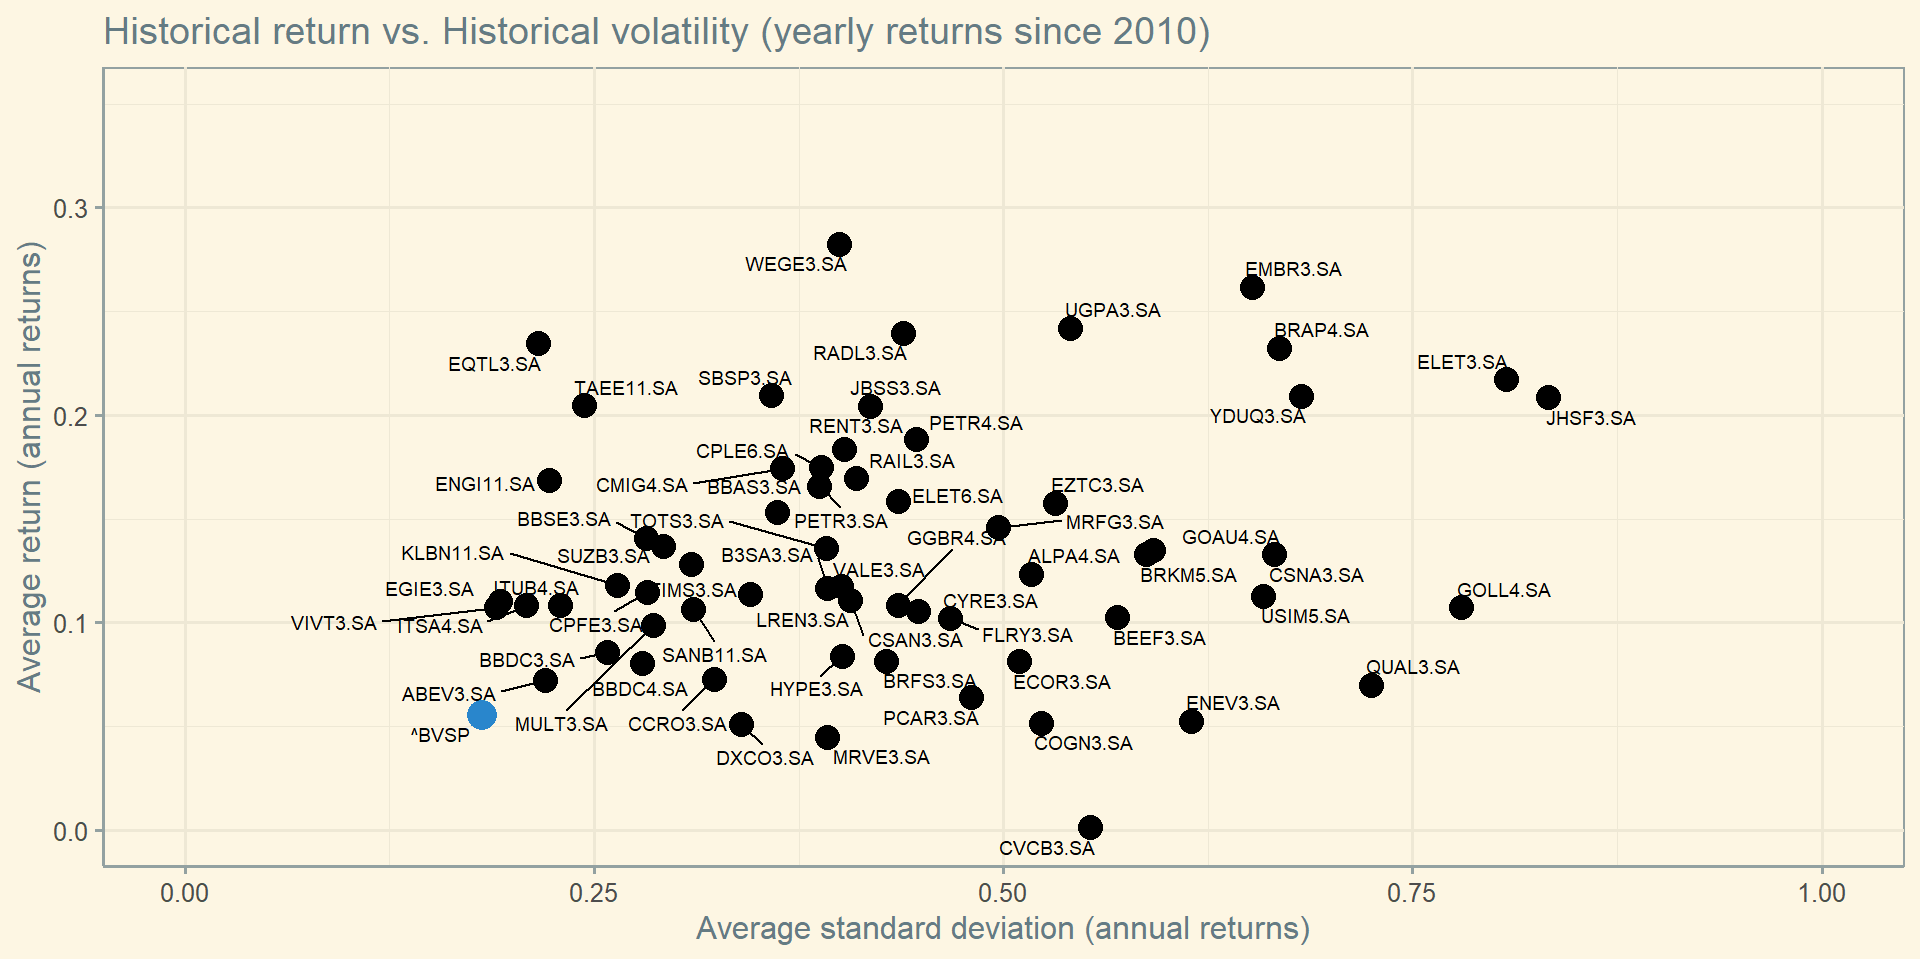 Historical return vs. Historical volatility (yearly returns since 2010)
Average return (annual returns)
0.3
0.2
0.1
0.0
WEGE3.SA
EMBR3.SA
UGPA3.SA
BRAP4.SA
RADL3.SA
EQTL3.SA
ELET3.SA
SBSP3.SA
TAEE11.SA
JBSS3.SA
YDUQ3.SA
JHSF3.SA
RENT3.SA
PETR4.SA
CPLE6.SA
RAIL3.SA
ENGI11.SA
CMIG4.SA
BBAS3.SA
EZTC3.SA
ELET6.SA
BBSE3.SA
TOTS3.SA
PETR3.SA
MRFG3.SA
GGBR4.SA
GOAU4.SA
KLBN11.SA
SUZB3.SA
B3SA3.SA
ALPA4.SA
VALE3.SA
BRKM5.SA
CSNA3.SA
EGIE3.SA
ITUB4.SA
TIMS3.SA
GOLL4.SA
CYRE3.SA
VIVT3.SA
ITSA4.SA
CPFE3.SA
LREN3.SA
USIM5.SA
CSAN3.SA
FLRY3.SA
BEEF3.SA
BBDC3.SA
SANB11.SA
QUAL3.SA
ABEV3.SA
BBDC4.SA
HYPE3.SA
BRFS3.SA
ECOR3.SA
ENEV3.SA
^BVSP
MULT3.SA
CCRO3.SA
PCAR3.SA
COGN3.SA
DXCO3.SA
MRVE3.SA
CVCB3.SA
0.00
0.25
0.50
0.75
1.00
Average standard deviation (annual returns)